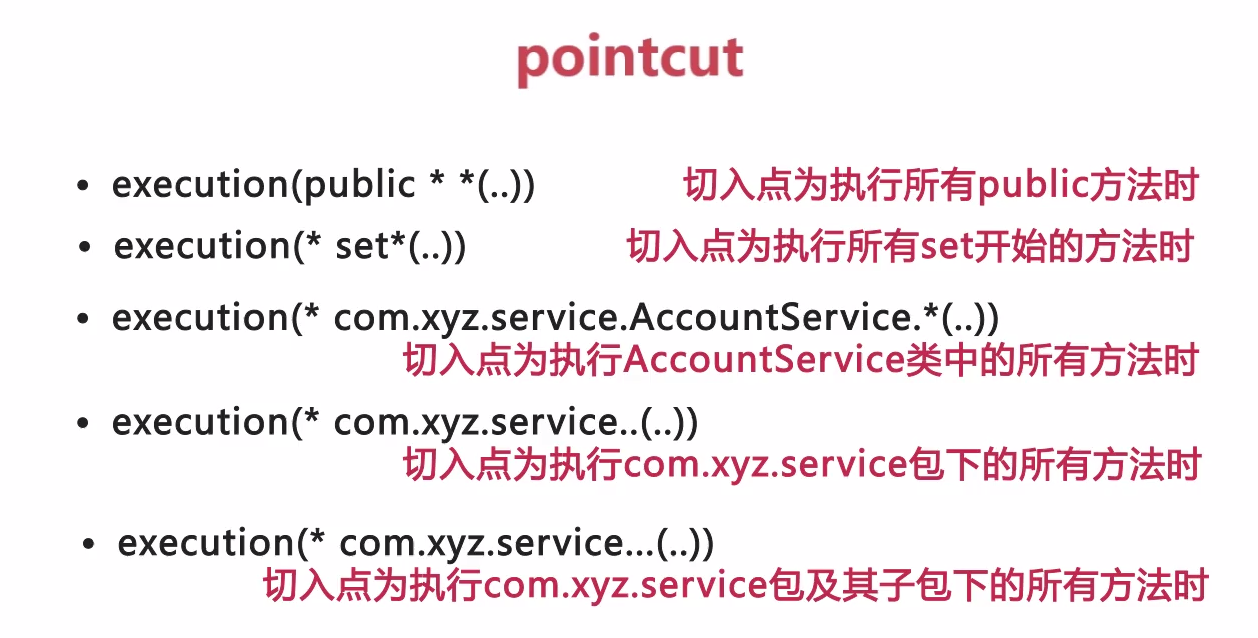 pointcut
• execution(public * *(..)) 切入点为执行所有public方法时
• execution(* set*(..)) 切入点为执行所有set开始的方法时
• execution(* com.xyz.service.AccountService.*(..))
切入点为执行AccountService类中的所有方法时
• execution(* com.xyz.service..(..))
切入点为执行com.xyz.service包下的所有方法时
• execution(* com.xyz.service...(..))
切入点为执行com.xyz.service包及其子包下的所有方法时